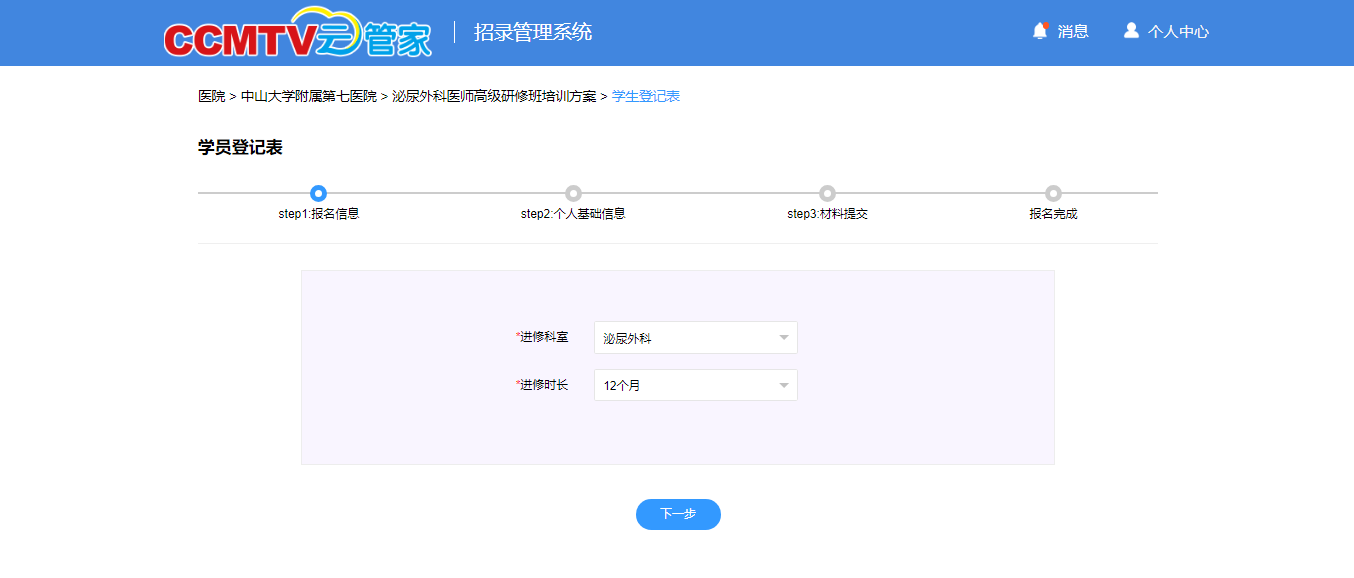 CCMTV云管家 招录管理系统 消息 个人中心
医院 > 中山大学附属第七医院 > 泌尿外科医师高级研修班培训方案 > 学生登记表
学员登记表
step1:报名信息 step2:个人基础信息 step3:材料提交 报名完成
*进修科室 泌尿外科
*进修时长 12个月
下一步